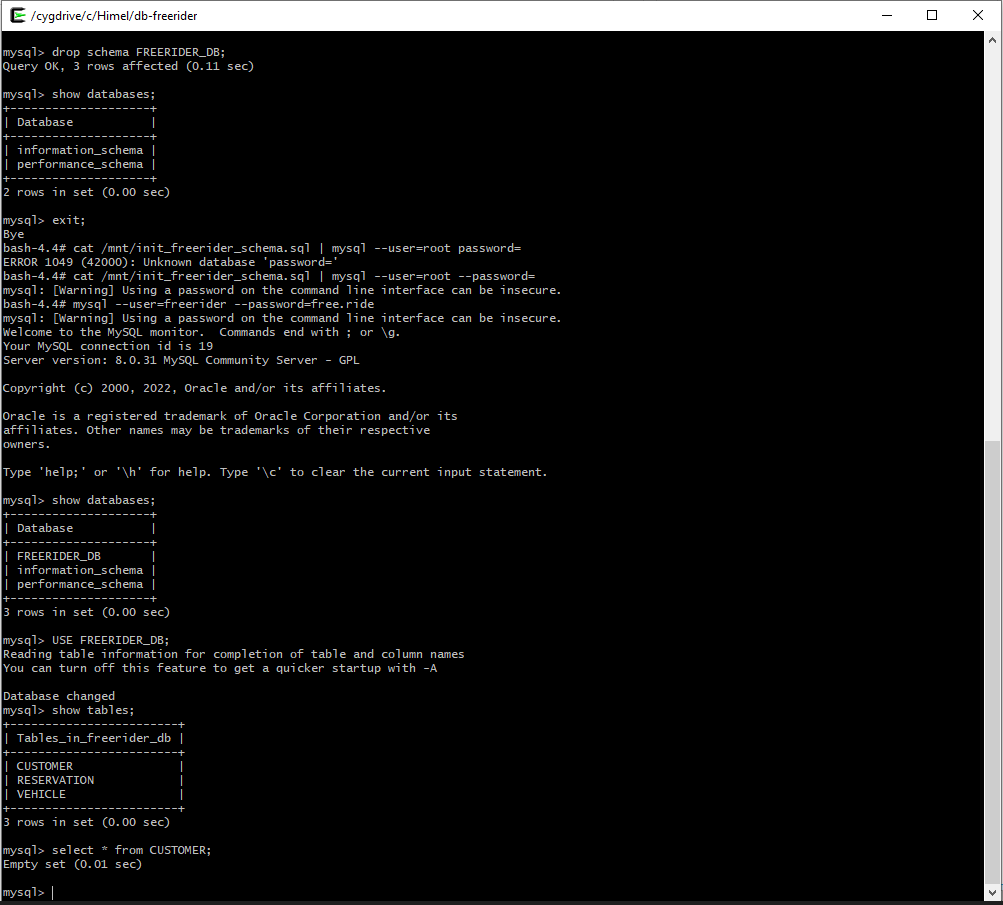 /cygdrive/c/Himel/db-freerider
mysql> drop schema FREERIDER_DB;
Query OK, 3 rows affected (0.11 sec)
mysql> show databases;
+--------------------+
| Database           |
+--------------------+
| information_schema |
| performance_schema |
+--------------------+
2 rows in set (0.00 sec)
mysql> exit;
Bye
bash-4.4# cat /mnt/init_freerider_schema.sql | mysql --user=root password=
ERROR 1049 (42000): Unknown database 'password='
bash-4.4# cat /mnt/init_freerider_schema.sql | mysql --user=root --password=
mysql: [Warning] Using a password on the command line interface can be insecure.
bash-4.4# mysql --user=freerider --password=free.ride
mysql: [Warning] Using a password on the command line interface can be insecure.
Welcome to the MySQL monitor.  Commands end with ; or \g.
Your MySQL connection id is 19
Server version: 8.0.31 MySQL Community Server - GPL
Copyright (c) 2000, 2022, Oracle and/or its affiliates.
Oracle is a registered trademark of Oracle Corporation and/or its
affiliates. Other names may be trademarks of their respective
owners.
Type 'help;' or '\h' for help. Type '\c' to clear the current input statement.
mysql> show databases;
+--------------------+
| Database           |
+--------------------+
| FREERIDER_DB       |
| information_schema |
| performance_schema |
+--------------------+
3 rows in set (0.00 sec)
mysql> USE FREERIDER_DB;
Reading table information for completion of table and column names
You can turn off this feature to get a quicker startup with -A
Database changed
mysql> show tables;
+------------------------+
| Tables_in_freerider_db |
+------------------------+
| CUSTOMER               |
| RESERVATION            |
| VEHICLE                |
+------------------------+
3 rows in set (0.00 sec)
mysql> select * from CUSTOMER;
Empty set (0.01 sec)
mysql>